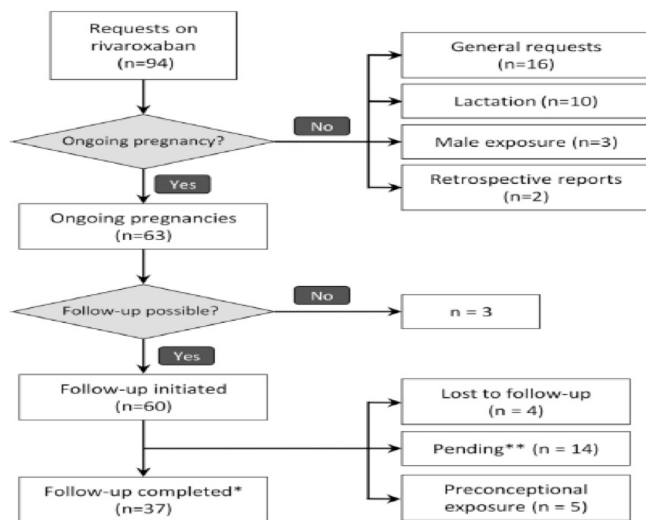 Requests on
rivaroxaban
(n=94)
General requests
(n=16)
Lactation (n=10)
Ongoing pregnancy?
No
Male exposure (n=3)
Retrospective reports
(n=2)
Yes
Ongoing pregnancies
(n=63)
Follow-up possible?
No
n = 3
Yes
Follow-up initiated
(n=60)
Lost to follow-up
(n = 4)
Pending** (n = 14)
Follow-up completed*
(n=37)
Preconceptional
exposure (n = 5)